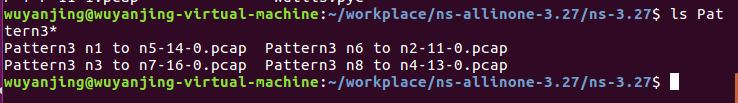 wuyanjing@wuyanjing-virtual-machine:~/workplace/ns-allinone-3.27/ns-3.27$ ls Pat
tern3*
Pattern3 n1 to n5-14-0.pcap  Pattern3 n6 to n2-11-0.pcap
Pattern3 n3 to n7-16-0.pcap  Pattern3 n8 to n4-13-0.pcap
wuyanjing@wuyanjing-virtual-machine:~/workplace/ns-allinone-3.27/ns-3.27$